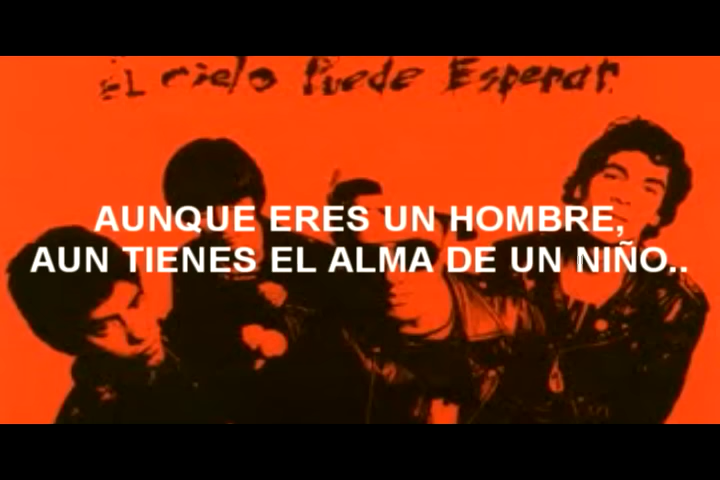 EL cielo Puede Esperar
AUNQUE ERES UN HOMBRE,
AUN TIENES EL ALMA DE UN NIÑO..